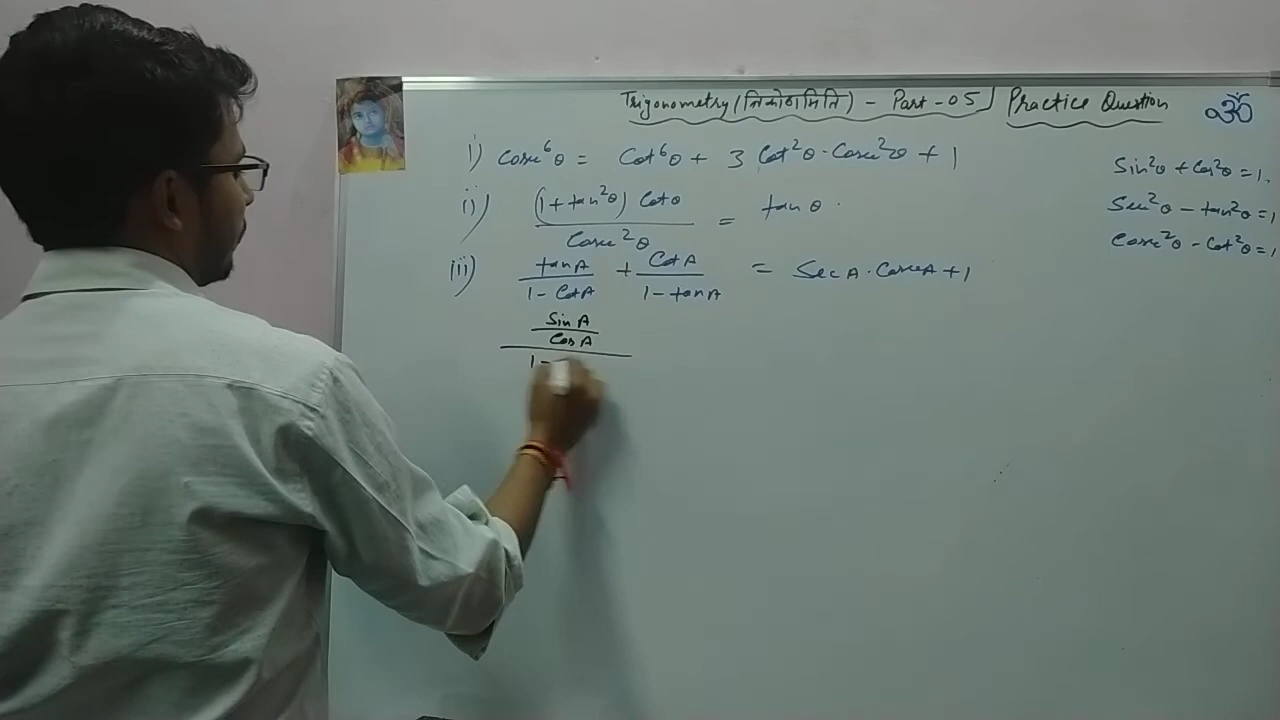 Trigonometry (त्रिकोणमिति) - Part - 05 Practice Question ॐ
i) Cosec⁶θ = Cot⁶θ + 3 Cot²θ · Cosec²θ + 1
ii) (1 + tan²θ) Cotθ / Cosec²θ = tanθ.
iii) tanA / 1 - CotA + CotA / 1 - tanA = SecA · CosecA + 1
SinA / CosA
1 -
Sin²θ + Cos²θ = 1.
Sec²θ - tan²θ = 1
Cosec²θ - Cot²θ = 1